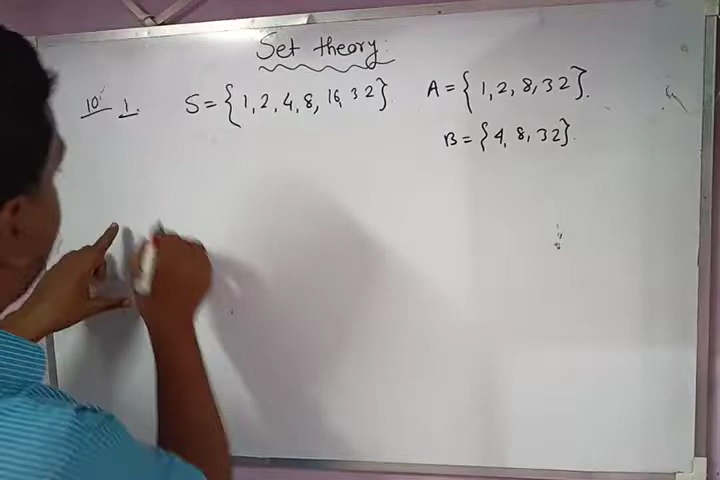 Set theory:
10. 1. S = { 1, 2, 4, 8, 16, 32 } A = { 1, 2, 8, 32 }.
B = { 4, 8, 32 }.